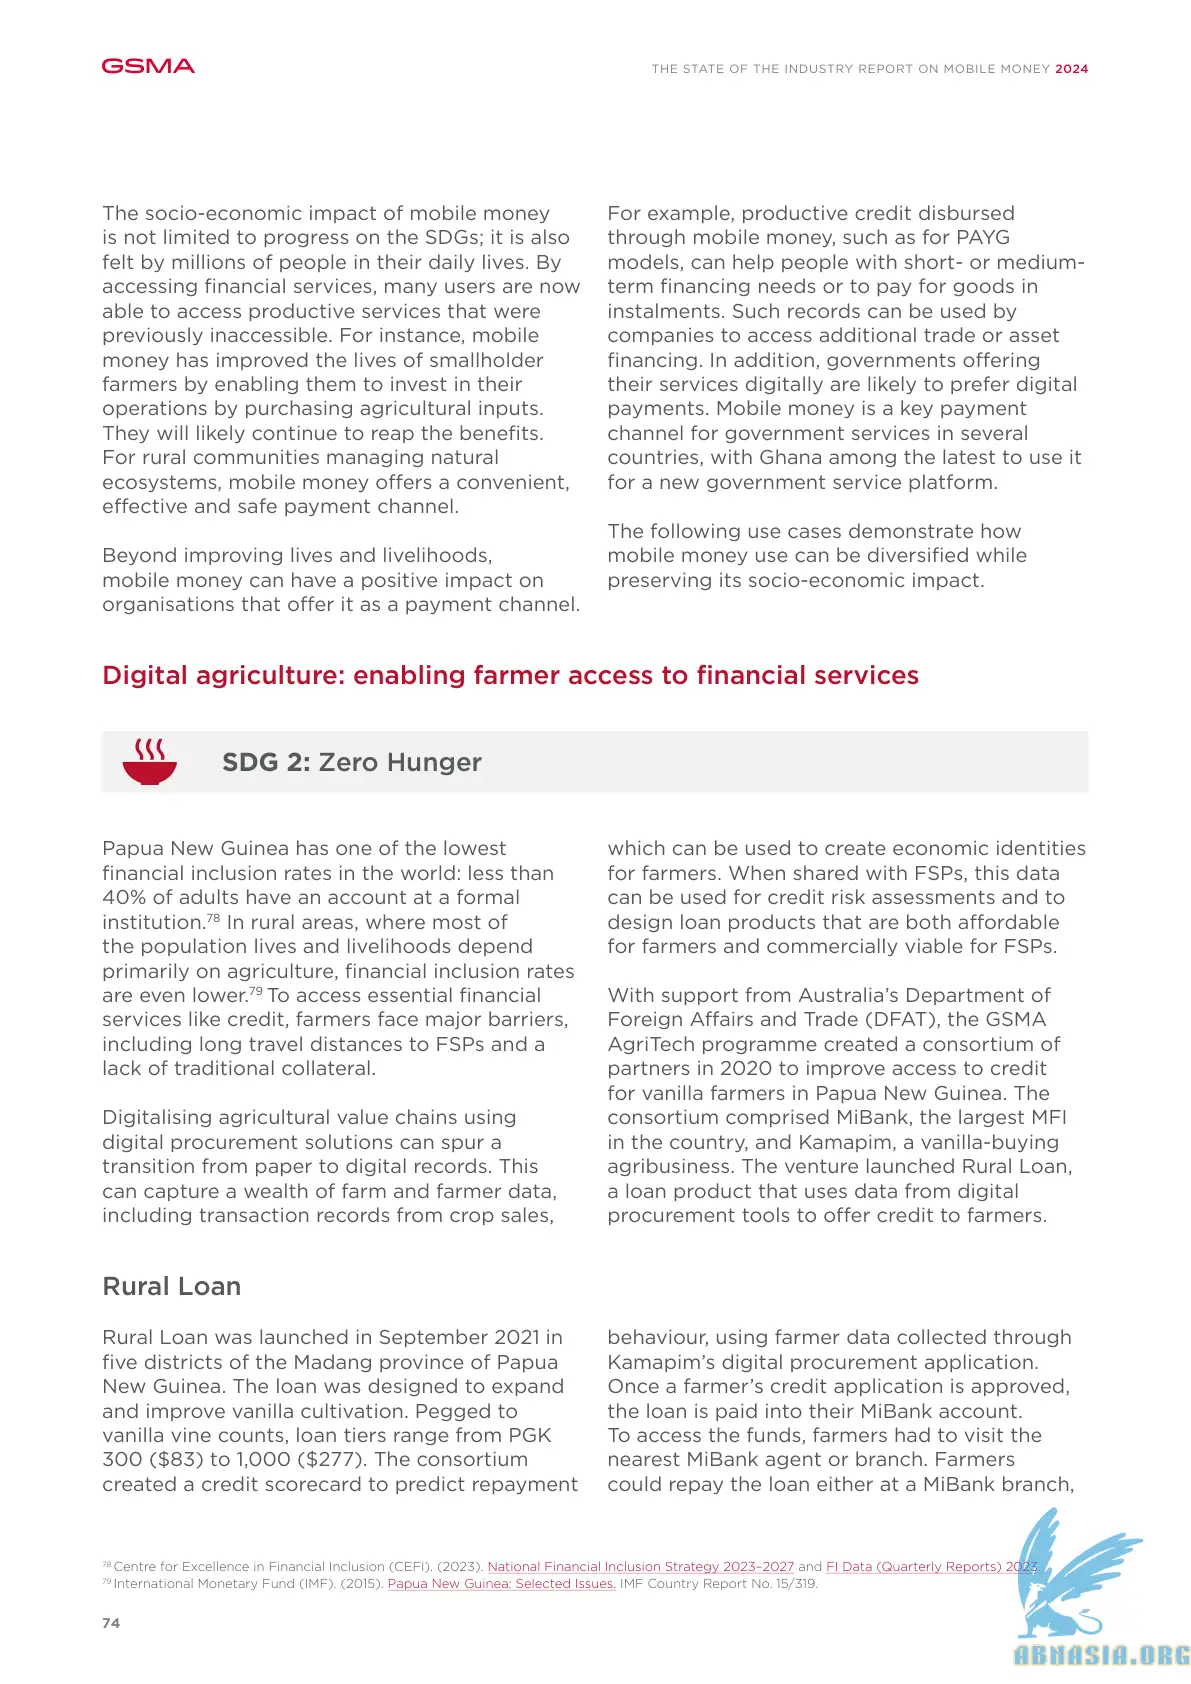 GSMA
THE STATE OF THE INDUSTRY REPORT ON MOBILE MONEY 2024
The socio-economic impact of mobile money
is not limited to progress on the SDGs; it is also
felt by millions of people in their daily lives. By
accessing financial services, many users are now
able to access productive services that were
previously inaccessible. For instance, mobile
money has improved the lives of smallholder
farmers by enabling them to invest in their
operations by purchasing agricultural inputs.
They will likely continue to reap the benefits.
For rural communities managing natural
ecosystems, mobile money offers a convenient,
effective and safe payment channel.
Beyond improving lives and livelihoods,
mobile money can have a positive impact on
organisations that offer it as a payment channel.
For example, productive credit disbursed
through mobile money, such as for PAYG
models, can help people with short- or medium-
term financing needs or to pay for goods in
instalments. Such records can be used by
companies to access additional trade or asset
financing. In addition, governments offering
their services digitally are likely to prefer digital
payments. Mobile money is a key payment
channel for government services in several
countries, with Ghana among the latest to use it
for a new government service platform.
The following use cases demonstrate how
mobile money use can be diversified while
preserving its socio-economic impact.
Digital agriculture: enabling farmer access to financial services
SDG 2: Zero Hunger
Papua New Guinea has one of the lowest
financial inclusion rates in the world: less than
40% of adults have an account at a formal
institution.78 In rural areas, where most of
the population lives and livelihoods depend
primarily on agriculture, financial inclusion rates
are even lower.79 To access essential financial
services like credit, farmers face major barriers,
including long travel distances to FSPs and a
lack of traditional collateral.
Digitalising agricultural value chains using
digital procurement solutions can spur a
transition from paper to digital records. This
can capture a wealth of farm and farmer data,
including transaction records from crop sales,
which can be used to create economic identities
for farmers. When shared with FSPs, this data
can be used for credit risk assessments and to
design loan products that are both affordable
for farmers and commercially viable for FSPs.
With support from Australia’s Department of
Foreign Affairs and Trade (DFAT), the GSMA
AgriTech programme created a consortium of
partners in 2020 to improve access to credit
for vanilla farmers in Papua New Guinea. The
consortium comprised MiBank, the largest MFI
in the country, and Kamapim, a vanilla-buying
agribusiness. The venture launched Rural Loan,
a loan product that uses data from digital
procurement tools to offer credit to farmers.
Rural Loan
Rural Loan was launched in September 2021 in
five districts of the Madang province of Papua
New Guinea. The loan was designed to expand
and improve vanilla cultivation. Pegged to
vanilla vine counts, loan tiers range from PGK
300 ($83) to 1,000 ($277). The consortium
created a credit scorecard to predict repayment
behaviour, using farmer data collected through
Kamapim’s digital procurement application.
Once a farmer’s credit application is approved,
the loan is paid into their MiBank account.
To access the funds, farmers had to visit the
nearest MiBank agent or branch. Farmers
could repay the loan either at a MiBank branch,
78 Centre for Excellence in Financial Inclusion (CEFI). (2023). National Financial Inclusion Strategy 2023–2027 and FI Data (Quarterly Reports) 2023.
79 International Monetary Fund (IMF). (2015). Papua New Guinea: Selected Issues. IMF Country Report No. 15/319.
74
ABNASIA.ORG